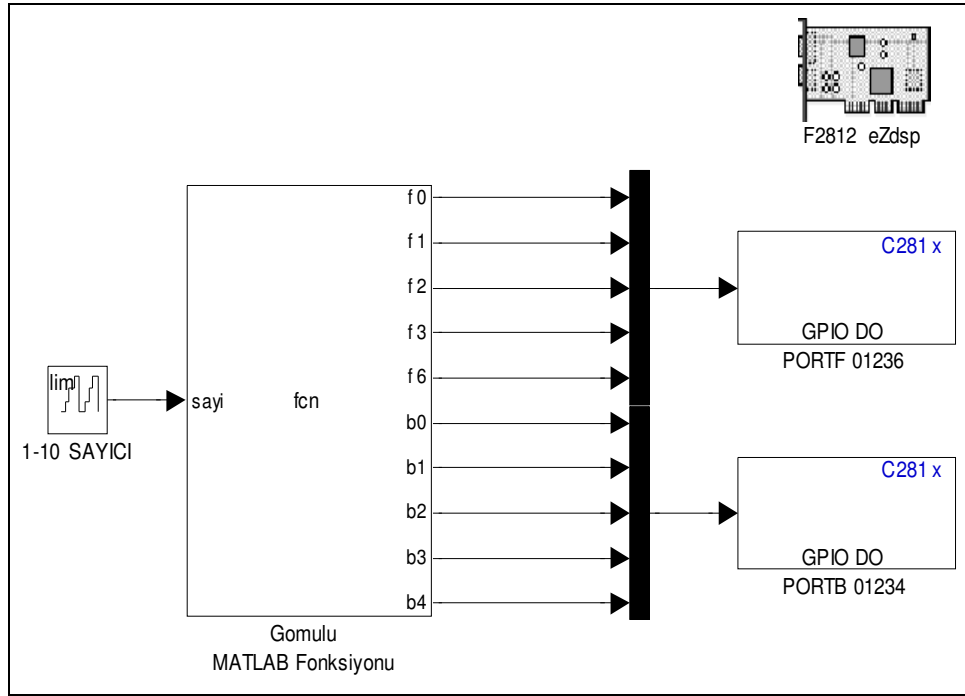 F2812 eZdsp
f0
f1
C281x
f2
GPIO DO
f3
PORTF 01236
lim
f6
sayi
fcn
b0
1-10 SAYICI
b1
C281x
b2
b3
GPIO DO
PORTB 01234
b4
Gomulu
MATLAB Fonksiyonu